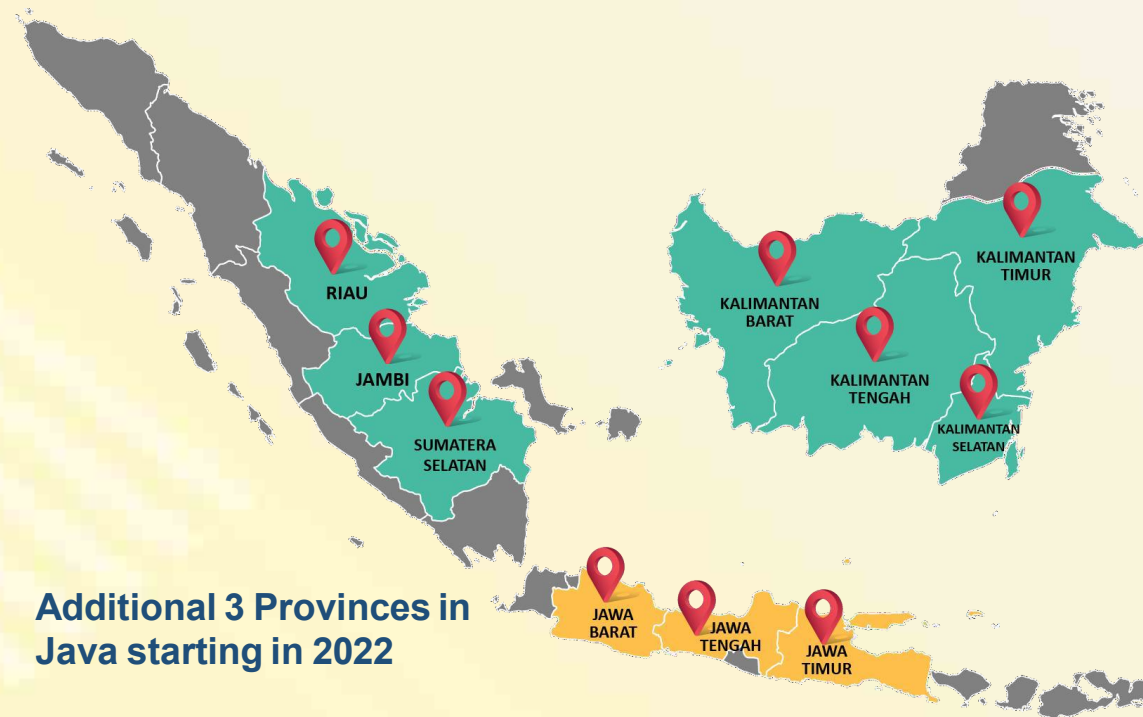 RIAU
JAMBI
SUMATERA
SELATAN
KALIMANTAN
BARAT
KALIMANTAN
TIMUR
KALIMANTAN
TENGAH
KALIMANTAN
SELATAN
JAWA
BARAT
JAWA
TENGAH
JAWA
TIMUR
Additional 3 Provinces in
Java starting in 2022